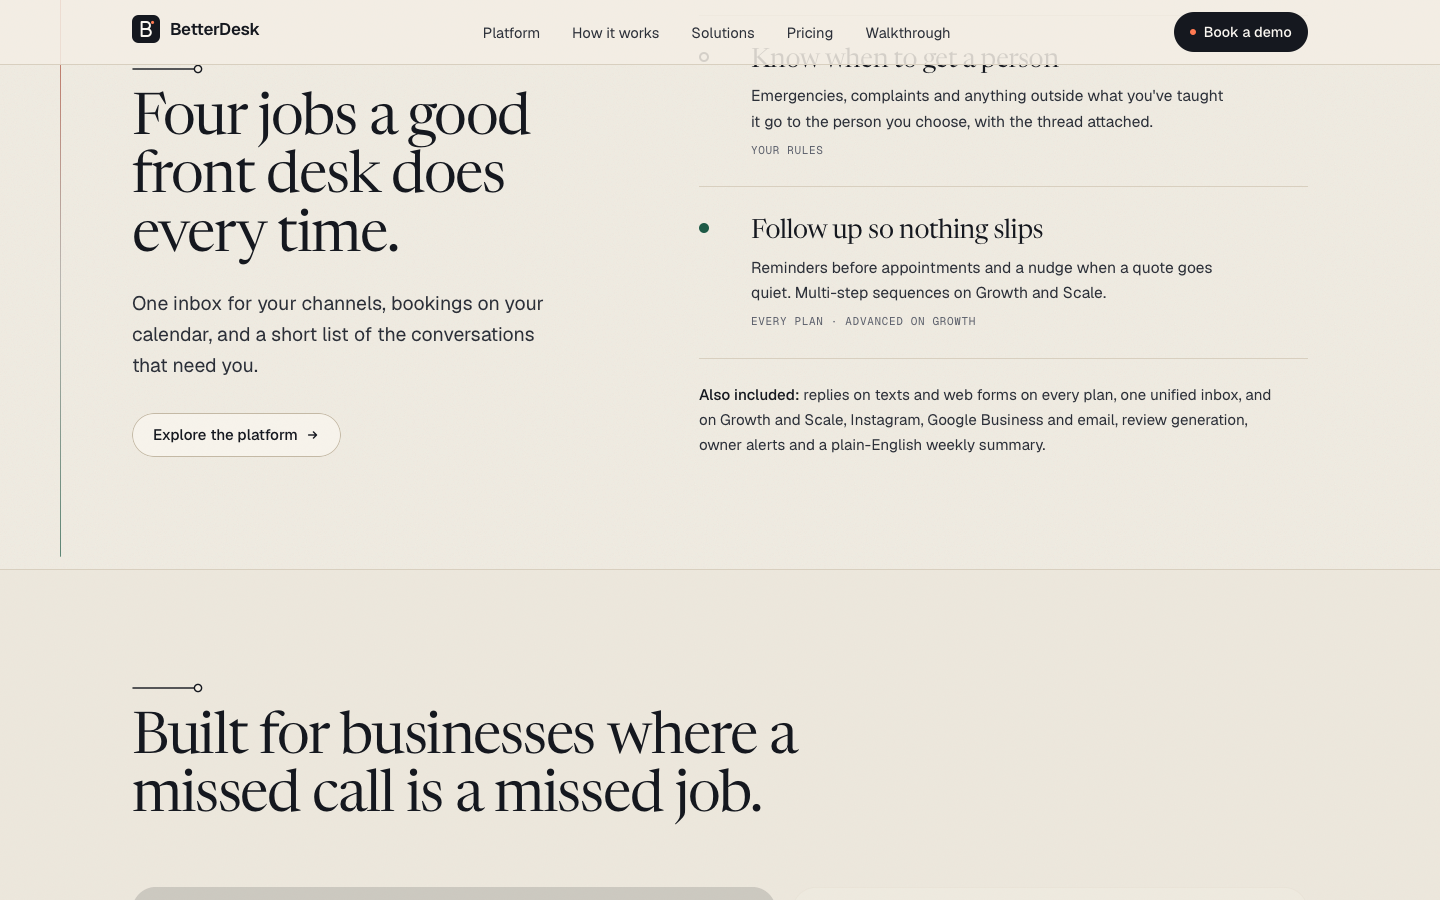 BetterDesk
Platform
How it works
Solutions
Pricing
Walkthrough
Book a demo
Four jobs a good
front desk does
every time.
One inbox for your channels, bookings on your
calendar, and a short list of the conversations
that need you.
Explore the platform →
Know when to get a person
Emergencies, complaints and anything outside what you've taught
it go to the person you choose, with the thread attached.
YOUR RULES
Follow up so nothing slips
Reminders before appointments and a nudge when a quote goes
quiet. Multi-step sequences on Growth and Scale.
EVERY PLAN · ADVANCED ON GROWTH
Also included: replies on texts and web forms on every plan, one unified inbox, and
on Growth and Scale, Instagram, Google Business and email, review generation,
owner alerts and a plain-English weekly summary.
Built for businesses where a
missed call is a missed job.